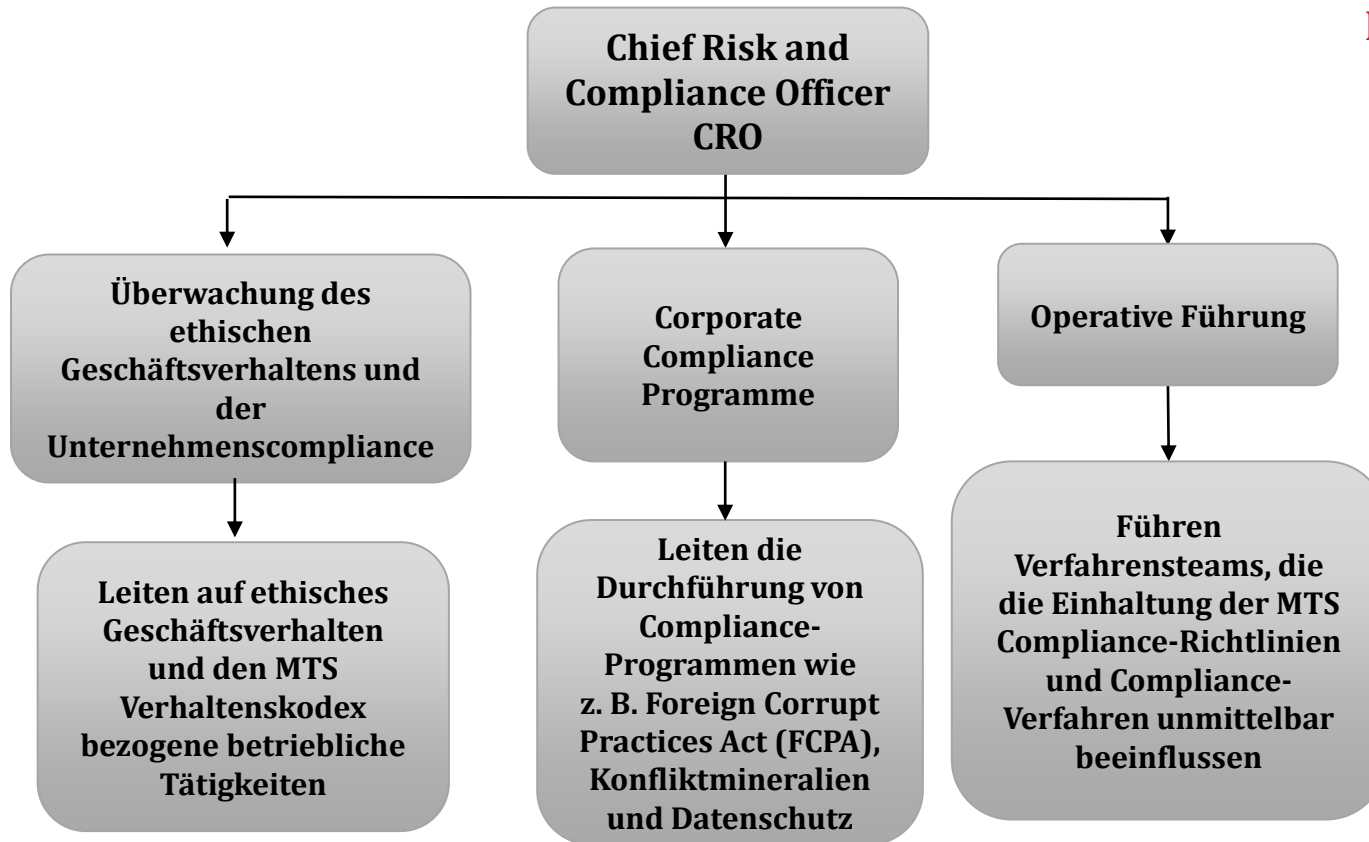 Chief Risk and
Compliance Officer
CRO
Überwachung des
ethischen
Geschäftsverhaltens und
der
Unternehmenscompliance
Corporate
Compliance
Programme
Operative Führung
Leiten auf ethisches
Geschäftsverhalten
und den MTS
Verhaltenskodex
bezogene betriebliche
Tätigkeiten
Leiten die
Durchführung von
Compliance-
Programmen wie
z. B. Foreign Corrupt
Practices Act (FCPA),
Konfliktmineralien
und Datenschutz
Führen
Verfahrensteams, die
die Einhaltung der MTS
Compliance-Richtlinien
und Compliance-
Verfahren unmittelbar
beeinflussen